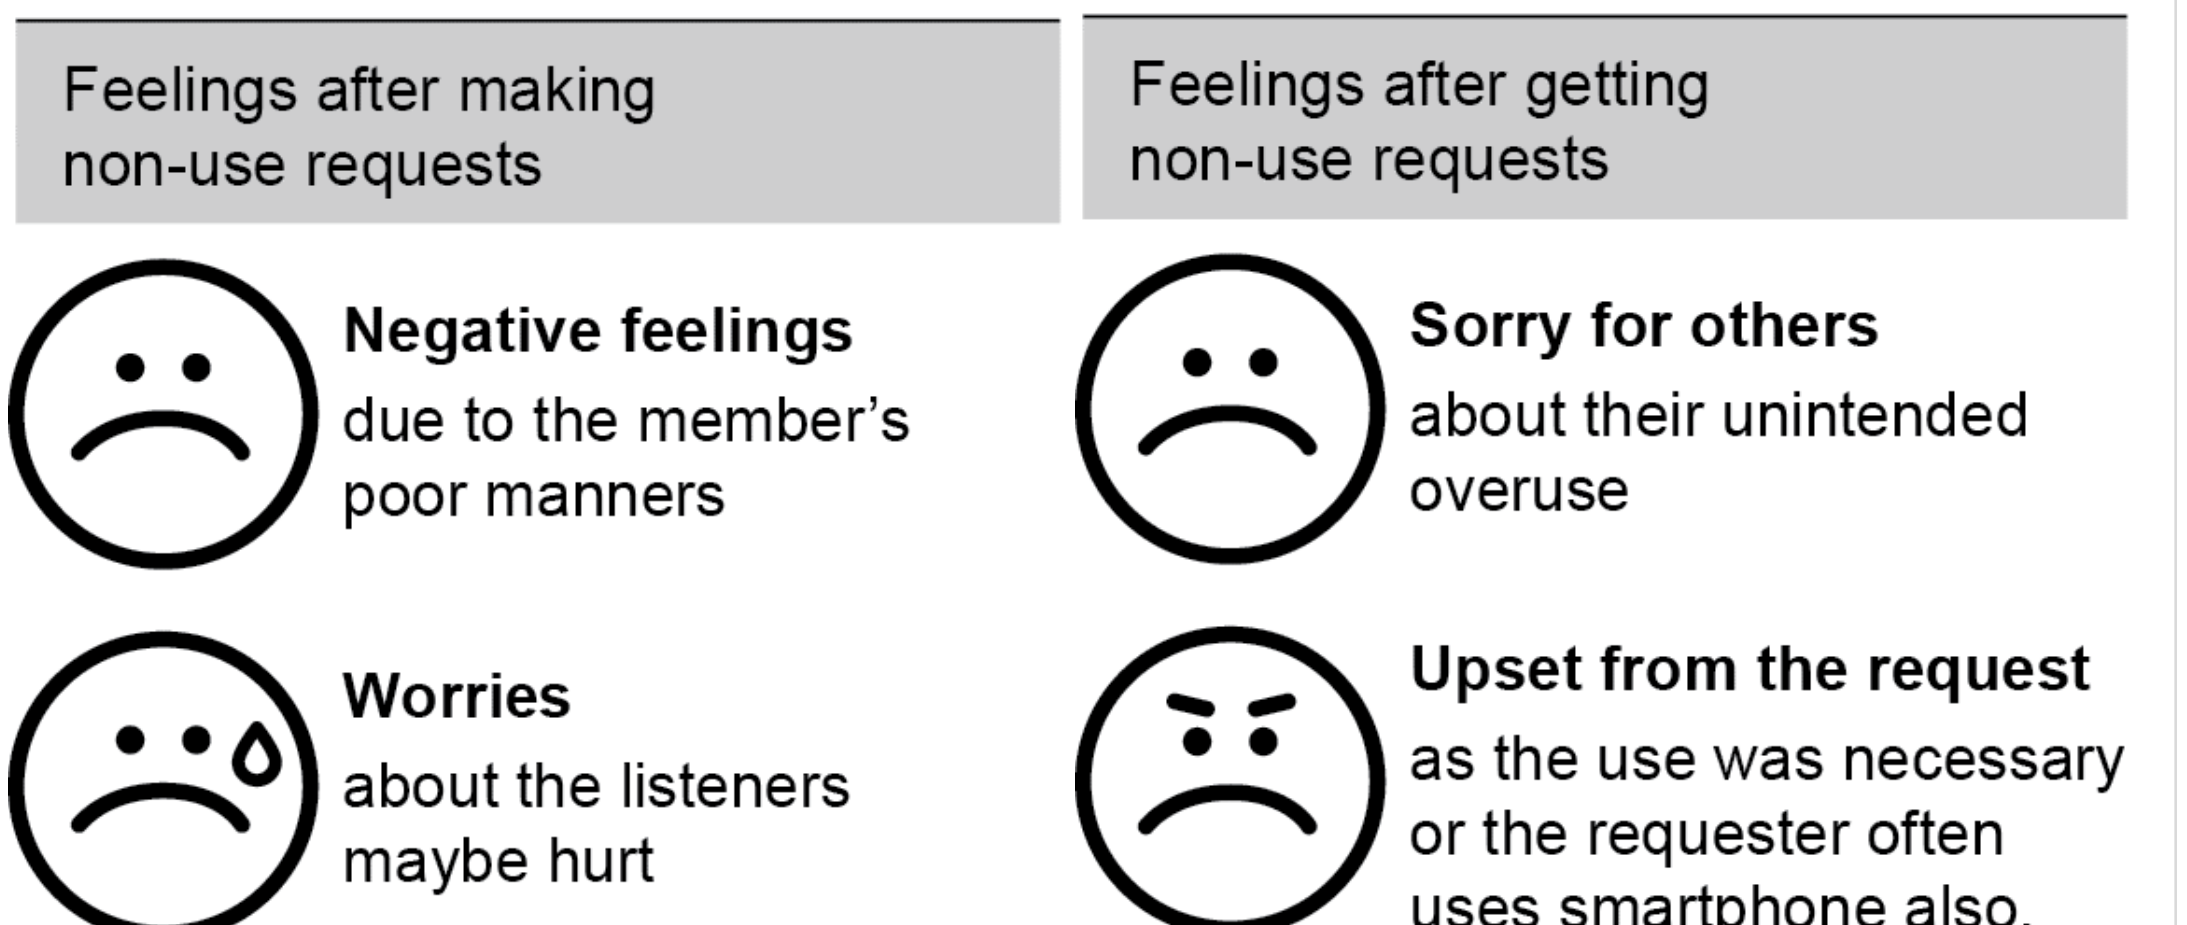 Feelings after making
non-use requests
Negative feelings
due to the member’s
poor manners
Worries
about the listeners
maybe hurt
Feelings after getting
non-use requests
Sorry for others
about their unintended
overuse
Upset from the request
as the use was necessary
or the requester often
uses smartphone also.